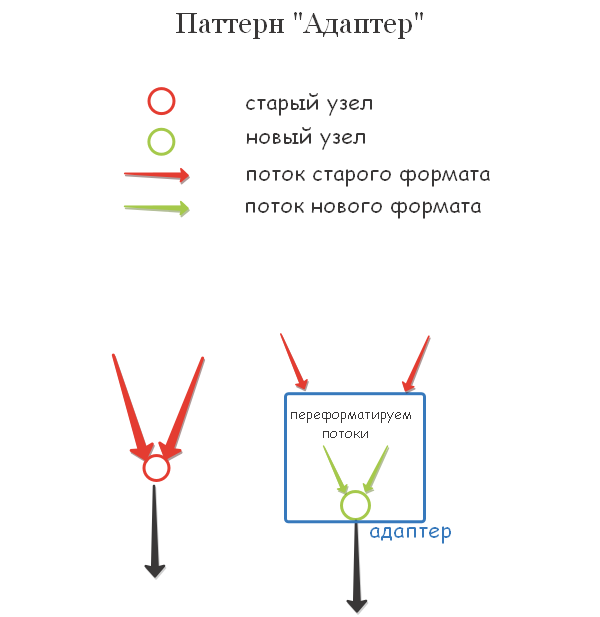 Паттерн "Адаптер"
старый узел
новый узел
поток старого формата
поток нового формата
переформатируем
потоки
адаптер